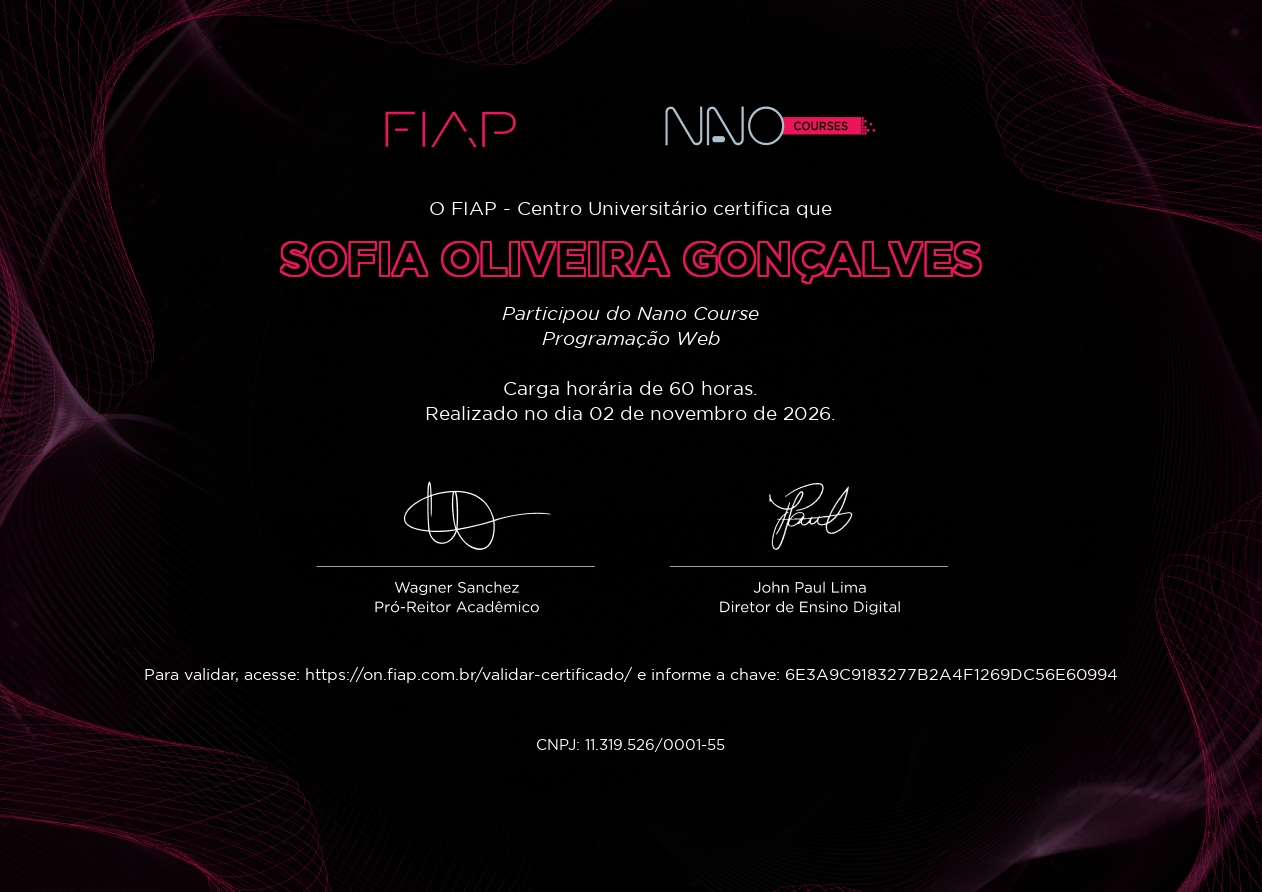 FIAP
NANO COURSES
O FIAP - Centro Universitário certifica que
SOFIA OLIVEIRA GONÇALVES
Participou do Nano Course
Programação Web
Carga horária de 60 horas.
Realizado no dia 02 de novembro de 2026.
Wagner Sanchez
Pró-Reitor Acadêmico
John Paul Lima
Diretor de Ensino Digital
Para validar, acesse: https://on.fiap.com.br/validar-certificado/ e informe a chave: 6E3A9C9183277B2A4F1269DC56E60994
CNPJ: 11.319.526/0001-55